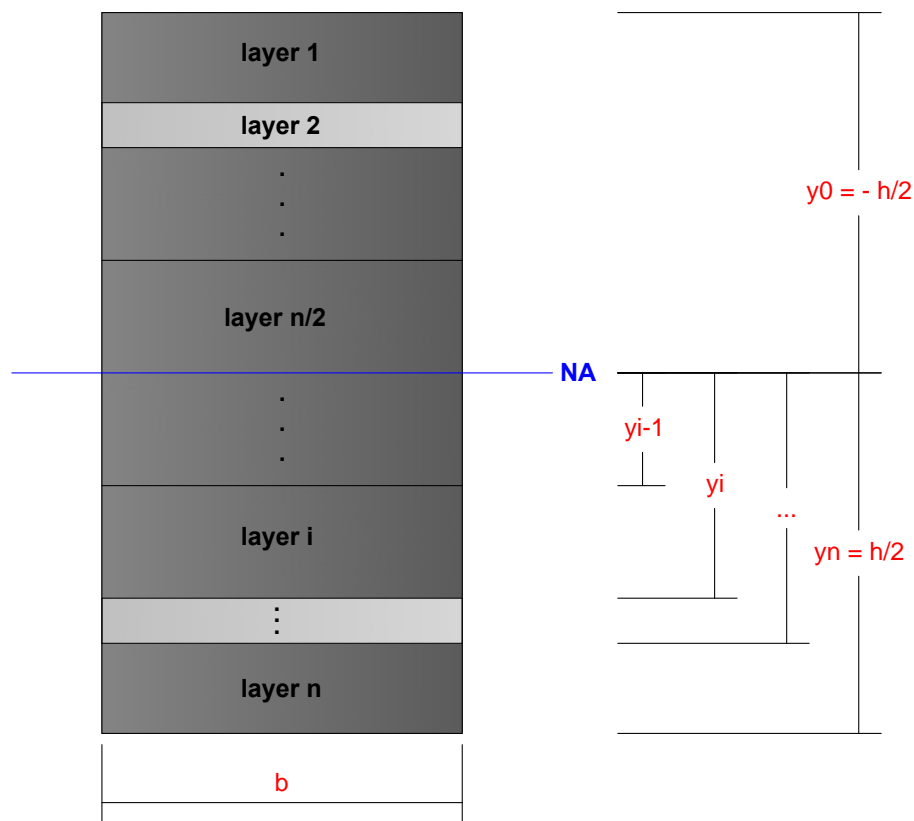 layer 1
layer 2
.
.
.
y0 = - h/2
layer n/2
NA
.
.
.
yi-1
yi
...
layer i
yn = h/2
⋮
layer n
b